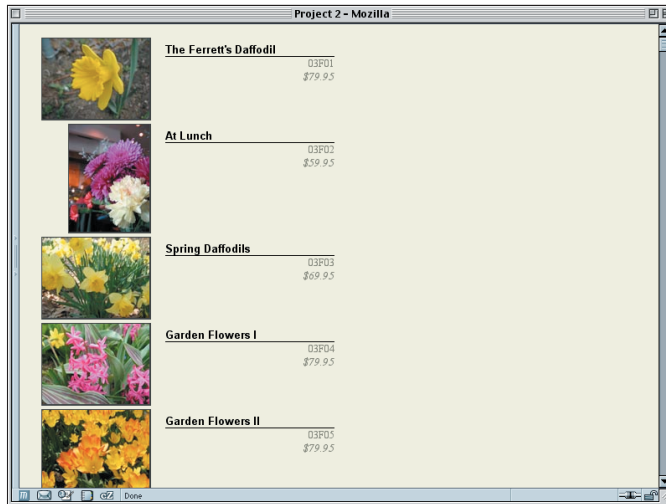 Project 2 – Mozilla
The Ferrett's Daffodil
03F01
$79.95
At Lunch
03F02
$59.95
Spring Daffodils
03F03
$69.95
Garden Flowers I
03F04
$79.95
Garden Flowers II
03F05
$79.95
Done